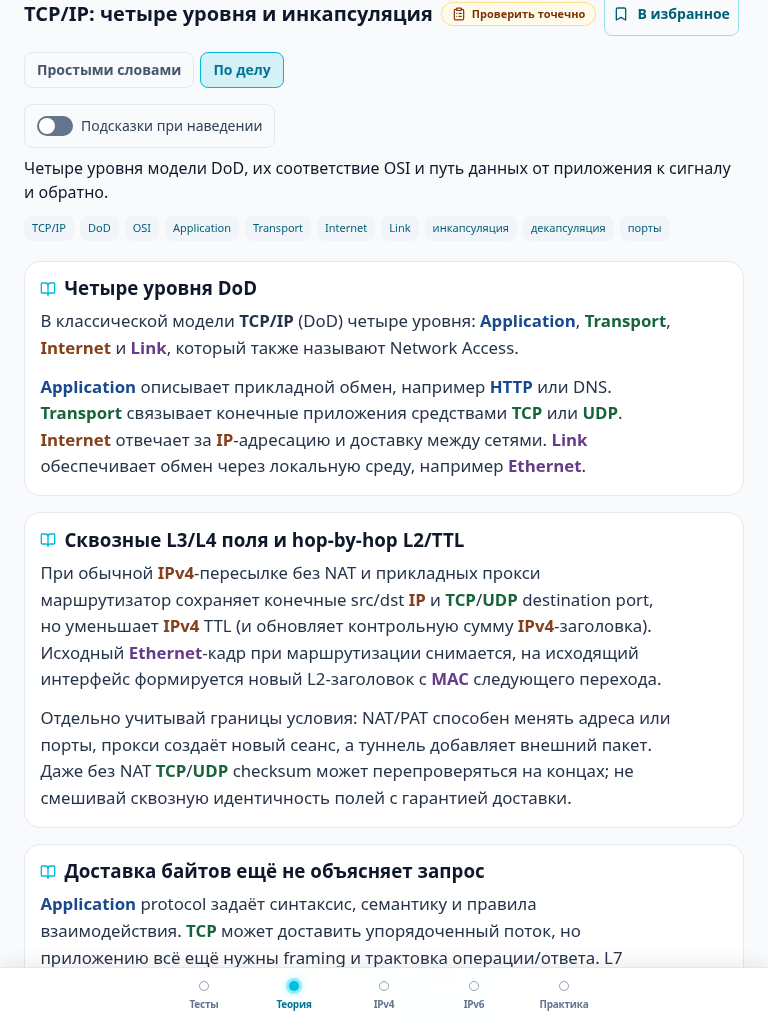 TCP/IP: четыре уровня и инкапсуляция
Проверить точечно
В избранное
Простыми словами
По делу
Подсказки при наведении
Четыре уровня модели DoD, их соответствие OSI и путь данных от приложения к сигналу
и обратно.
TCP/IP DoD OSI Application Transport Internet Link инкапсуляция декапсуляция порты
Четыре уровня DoD
В классической модели TCP/IP (DoD) четыре уровня: Application, Transport,
Internet и Link, который также называют Network Access.
Application описывает прикладной обмен, например HTTP или DNS.
Transport связывает конечные приложения средствами TCP или UDP.
Internet отвечает за IP-адресацию и доставку между сетями. Link
обеспечивает обмен через локальную среду, например Ethernet.
Сквозные L3/L4 поля и hop-by-hop L2/TTL
При обычной IPv4-пересылке без NAT и прикладных прокси
маршрутизатор сохраняет конечные src/dst IP и TCP/UDP destination port,
но уменьшает IPv4 TTL (и обновляет контрольную сумму IPv4-заголовка).
Исходный Ethernet-кадр при маршрутизации снимается, на исходящий
интерфейс формируется новый L2-заголовок с MAC следующего перехода.
Отдельно учитывай границы условия: NAT/PAT способен менять адреса или
порты, прокси создаёт новый сеанс, а туннель добавляет внешний пакет.
Даже без NAT TCP/UDP checksum может перепроверяться на концах; не
смешивай сквозную идентичность полей с гарантией доставки.
Доставка байтов ещё не объясняет запрос
Application protocol задаёт синтаксис, семантику и правила
взаимодействия. TCP может доставить упорядоченный поток, но
приложению всё ещё нужны framing и трактовка операции/ответа. L7
Тесты
Теория
IPv4
IPv6
Практика